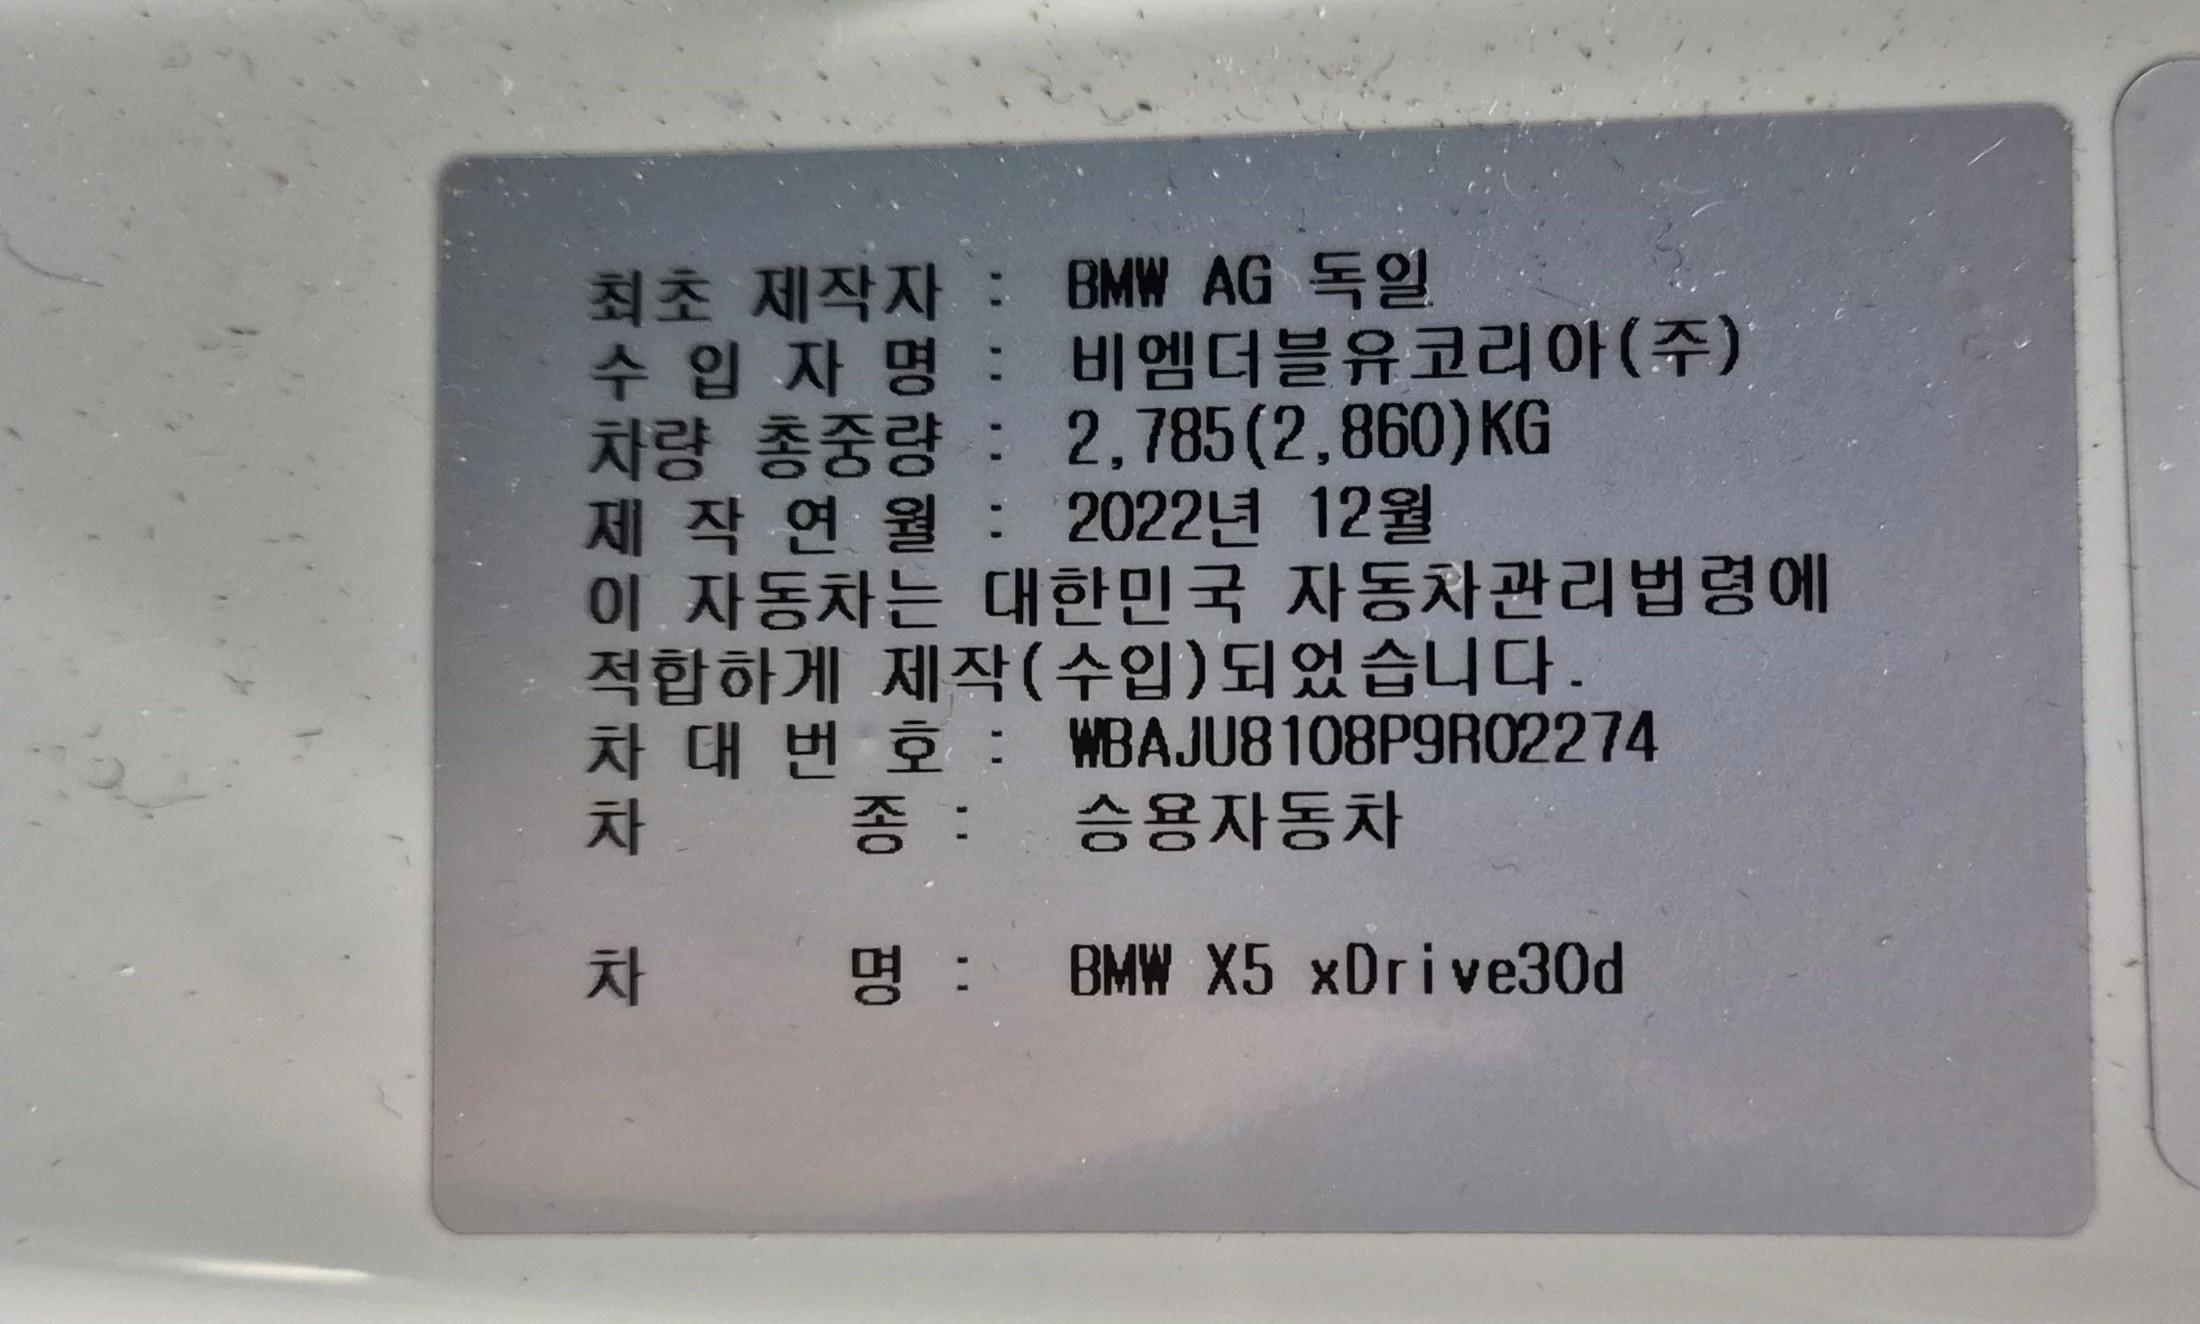 최초 제작자 : BMW AG 독일
수 입 자 명 : 비엠더블유코리아(주)
차량 총중량 : 2,785(2,860)KG
제 작 연 월 : 2022년 12월
이 자동차는 대한민국 자동차관리법령에
적합하게 제작(수입)되었습니다.
차 대 번 호 : WBAJU8108P9R02274
차 종 : 승용자동차
차 명 : BMW X5 xDrive30d